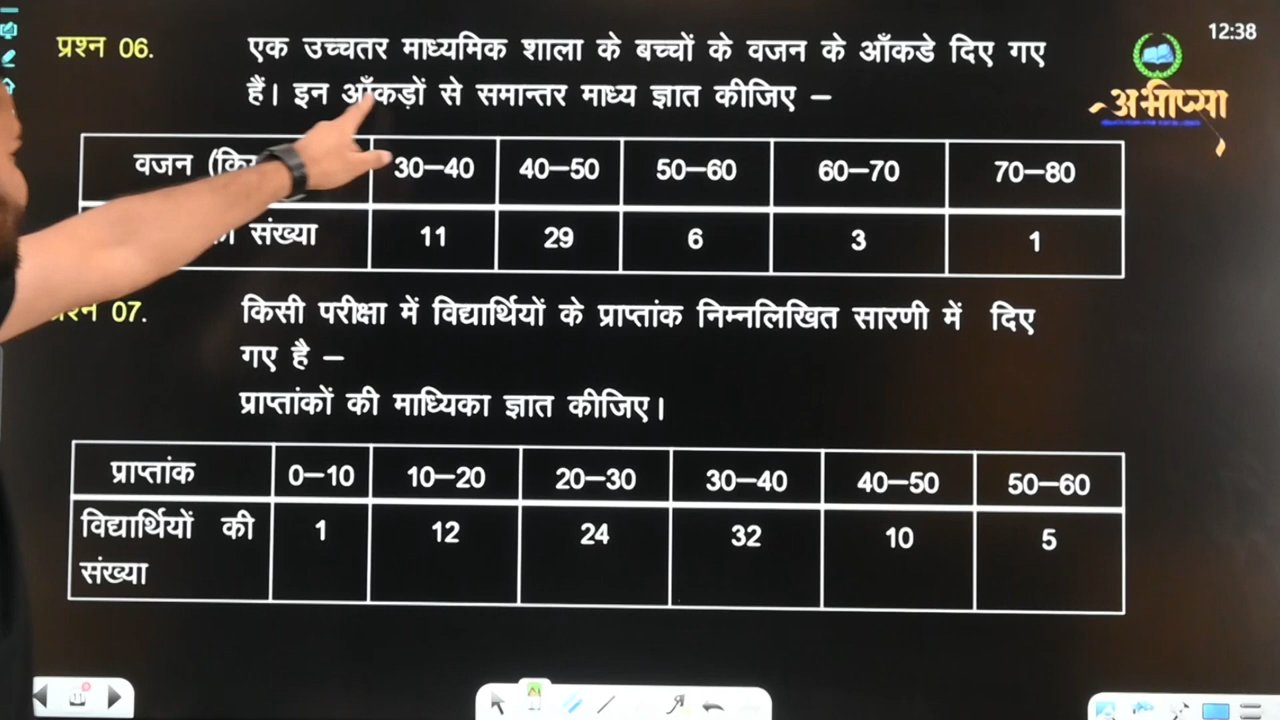 12:38
प्रश्न 06. एक उच्चतर माध्यमिक शाला के बच्चों के वजन के आँकडे दिए गए
हैं। इन आँकड़ों से समान्तर माध्य ज्ञात कीजिए –
अभीप्सा
वजन (कि 30–40 40–50 50–60 60–70 70–80
संख्या 11 29 6 3 1
प्रश्न 07. किसी परीक्षा में विद्यार्थियों के प्राप्तांक निम्नलिखित सारणी में दिए
गए है –
प्राप्तांकों की माध्यिका ज्ञात कीजिए।
प्राप्तांक 0–10 10–20 20–30 30–40 40–50 50–60
विद्यार्थियों की 1 12 24 32 10 5
संख्या